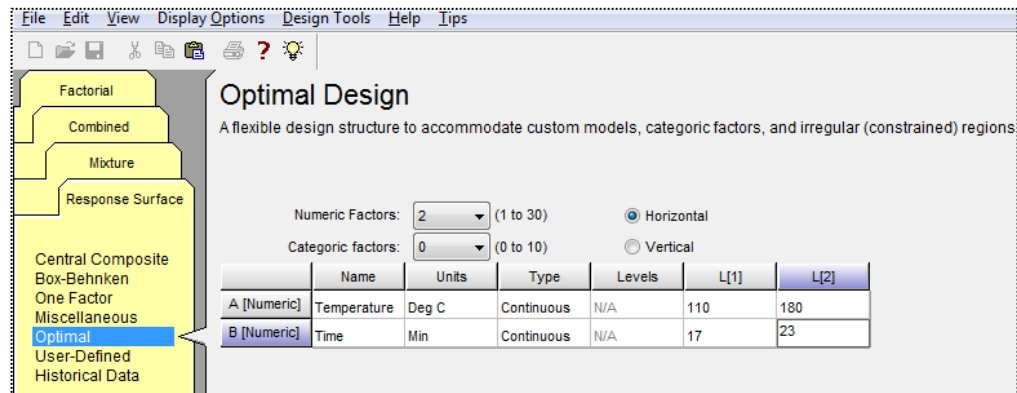 File Edit View Display Options Design Tools Help Tips
Factorial
Combined
Mixture
Response Surface
Central Composite
Box-Behnken
One Factor
Miscellaneous
Optimal
User-Defined
Historical Data
Optimal Design
A flexible design structure to accommodate custom models, categoric factors, and irregular (constrained) regions
Numeric Factors: 2 (1 to 30) Horizontal
Categoric factors: 0 (0 to 10) Vertical
Name Units Type Levels L[1] L[2]
A [Numeric] Temperature Deg C Continuous N/A 110 180
B [Numeric] Time Min Continuous N/A 17 23